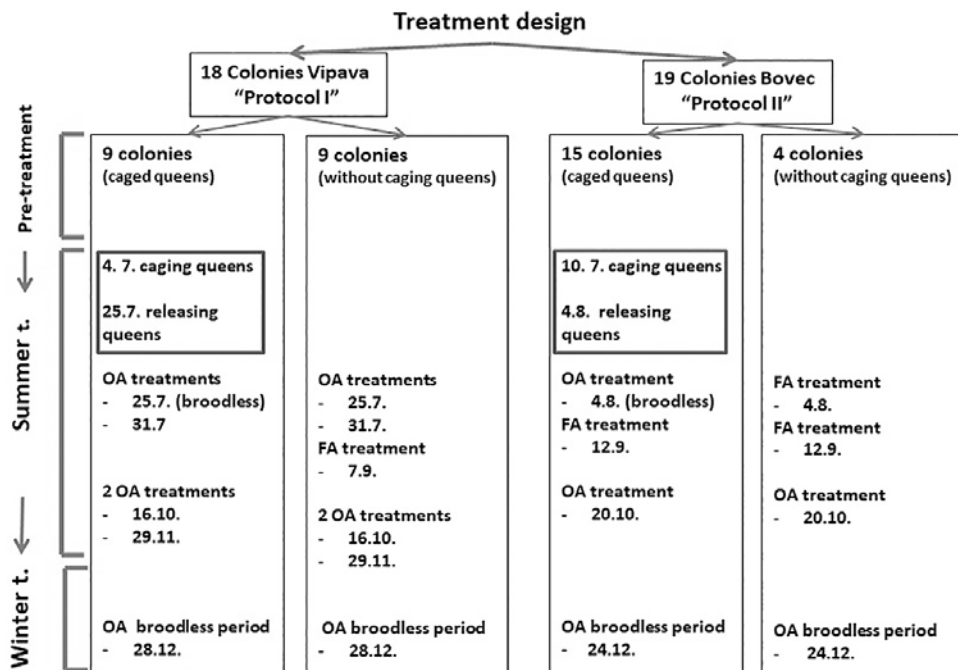 Treatment design
18 Colonies Vipava
“Protocol I”
19 Colonies Bovec
“Protocol II”
Pre-treatment
Summer t.
Winter t.
9 colonies
(caged queens)
4. 7. caging queens
25.7. releasing
queens
OA treatments
- 25.7. (broodless)
- 31.7
2 OA treatments
- 16.10.
- 29.11.
OA broodless period
- 28.12.
9 colonies
(without caging queens)
OA treatments
- 25.7.
- 31.7.
FA treatment
- 7.9.
2 OA treatments
- 16.10.
- 29.11.
OA broodless period
- 28.12.
15 colonies
(caged queens)
10. 7. caging queens
4.8. releasing
queens
OA treatment
- 4.8. (broodless)
FA treatment
- 12.9.
OA treatment
- 20.10.
OA broodless period
- 24.12.
4 colonies
(without caging queens)
FA treatment
- 4.8.
FA treatment
- 12.9.
OA treatment
- 20.10.
OA broodless period
- 24.12.